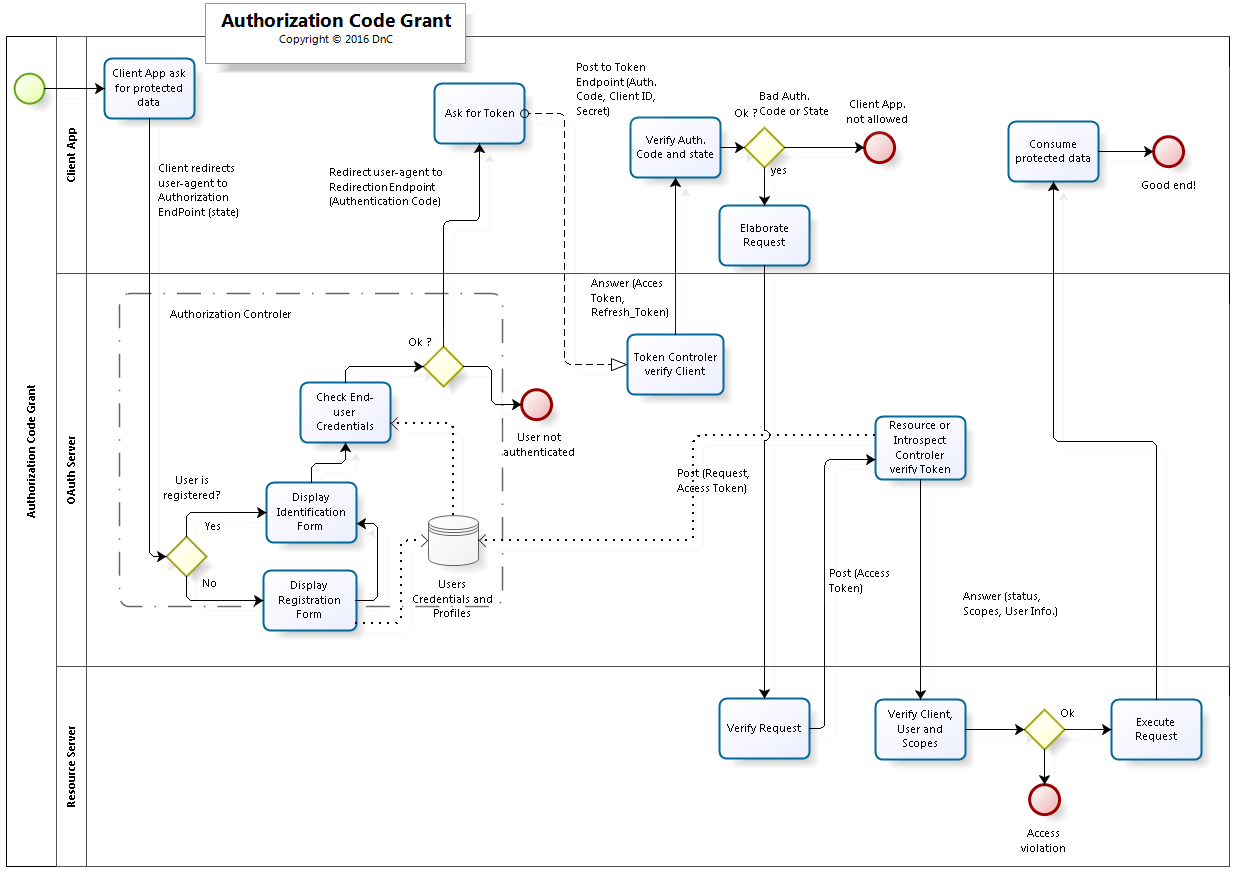 Authorization Code Grant
Copyright © 2016 DnC
Authorization Code Grant
Client App
Client App ask
for protected
data
Client redirects
user-agent to
Authorization
EndPoint (state)
Ask for Token
Redirect user-agent to
Redirection Endpoint
(Authentication Code)
Post to Token
Endpoint (Auth.
Code, Client ID,
Secret)
Verify Auth.
Code and state
Ok ?
Bad Auth.
Code or State
yes
Client App.
not allowed
Elaborate
Request
Consume
protected data
Good end!
OAuth Server
Authorization Controler
Ok ?
Check End-
user
Credentials
User not
authenticated
User is
registered?
Yes
No
Display
Identification
Form
Display
Registration
Form
Users
Credentials and
Profiles
Answer (Acces
Token,
Refresh_Token)
Token Controler
verify Client
Post (Request,
Access Token)
Resource or
Introspect
Controler
verify Token
Post (Access
Token)
Answer (status,
Scopes, User Info.)
Resource Server
Verify Request
Verify Client,
User and
Scopes
Ok
Execute
Request
Access
violation